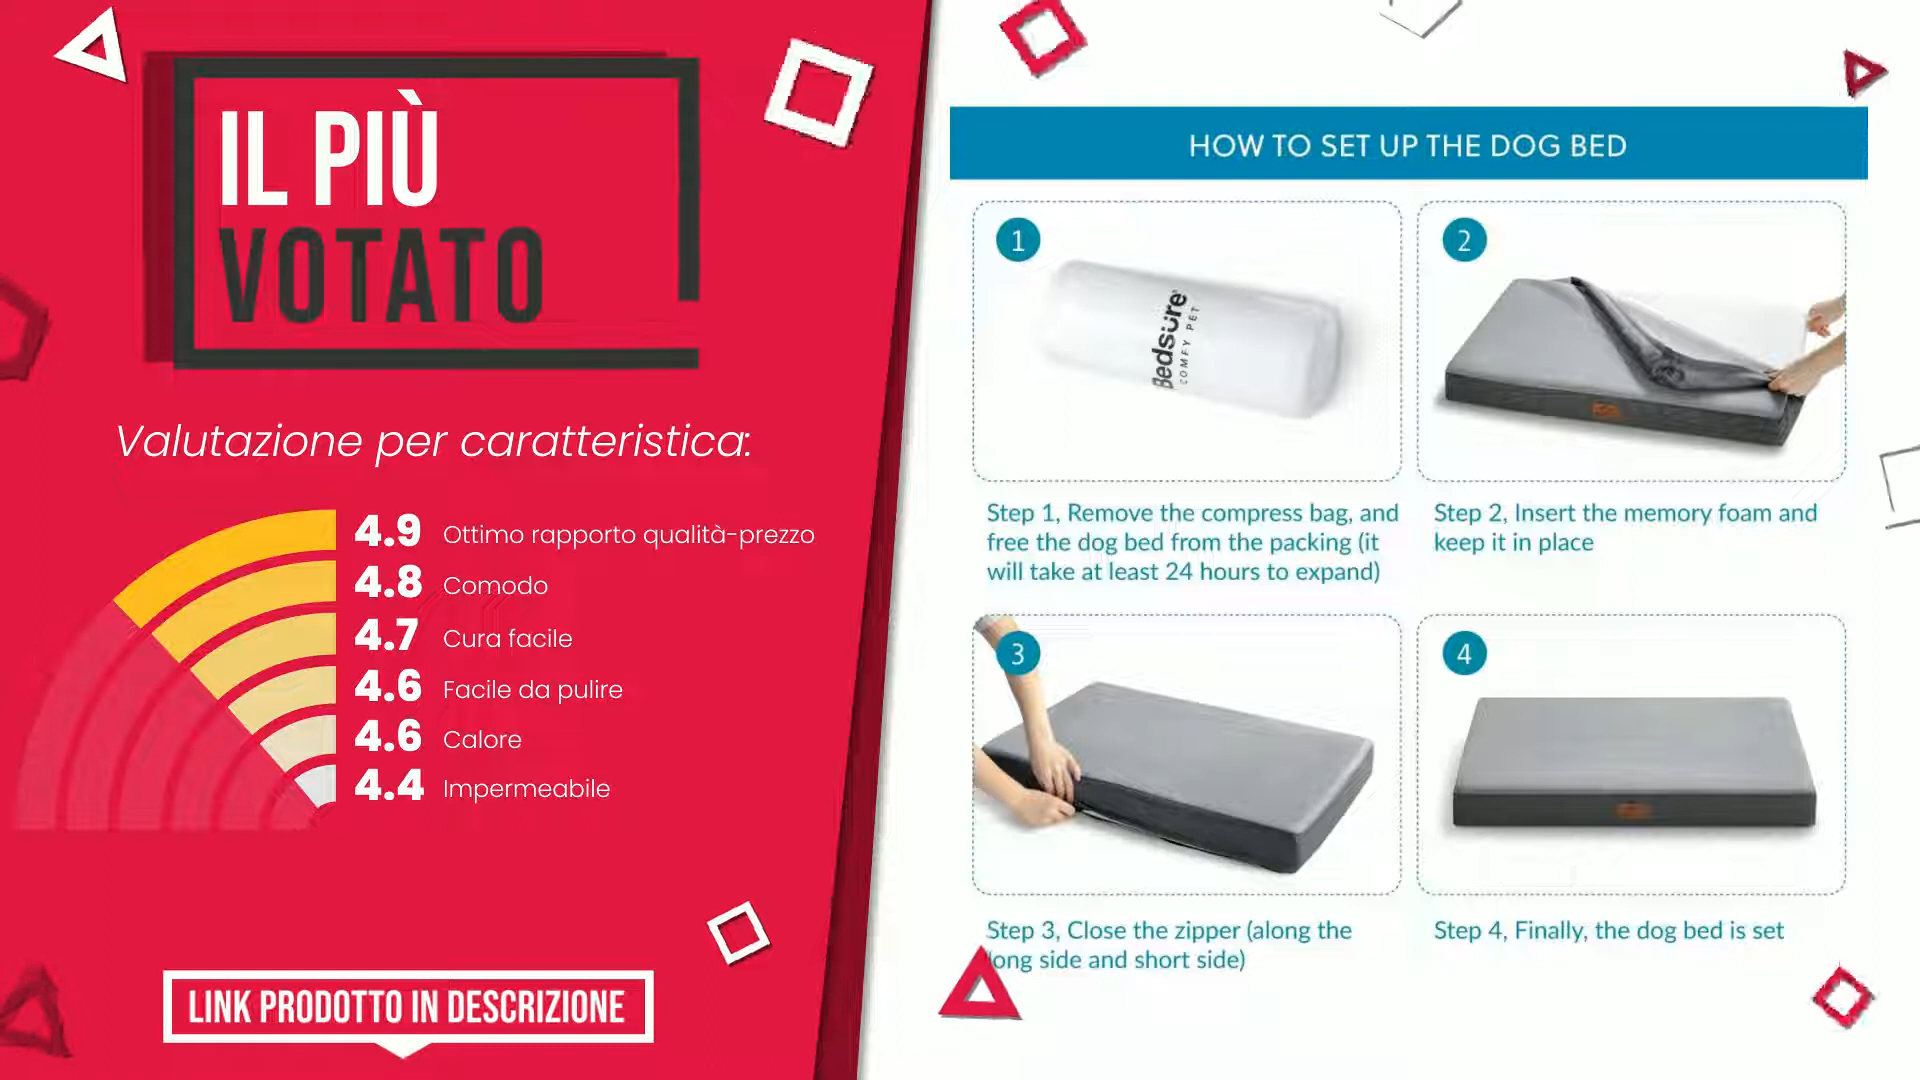 IL PIÙ
VOTATO
Valutazione per caratteristica:
4.9 Ottimo rapporto qualità-prezzo
4.8 Comodo
4.7 Cura facile
4.6 Facile da pulire
4.6 Calore
4.4 Impermeabile
LINK PRODOTTO IN DESCRIZIONE
HOW TO SET UP THE DOG BED
1
Bedsure
COMFY PET
2
Step 1, Remove the compress bag, and
free the dog bed from the packing (it
will take at least 24 hours to expand)
Step 2, Insert the memory foam and
keep it in place
3
4
Step 3, Close the zipper (along the
long side and short side)
Step 4, Finally, the dog bed is set